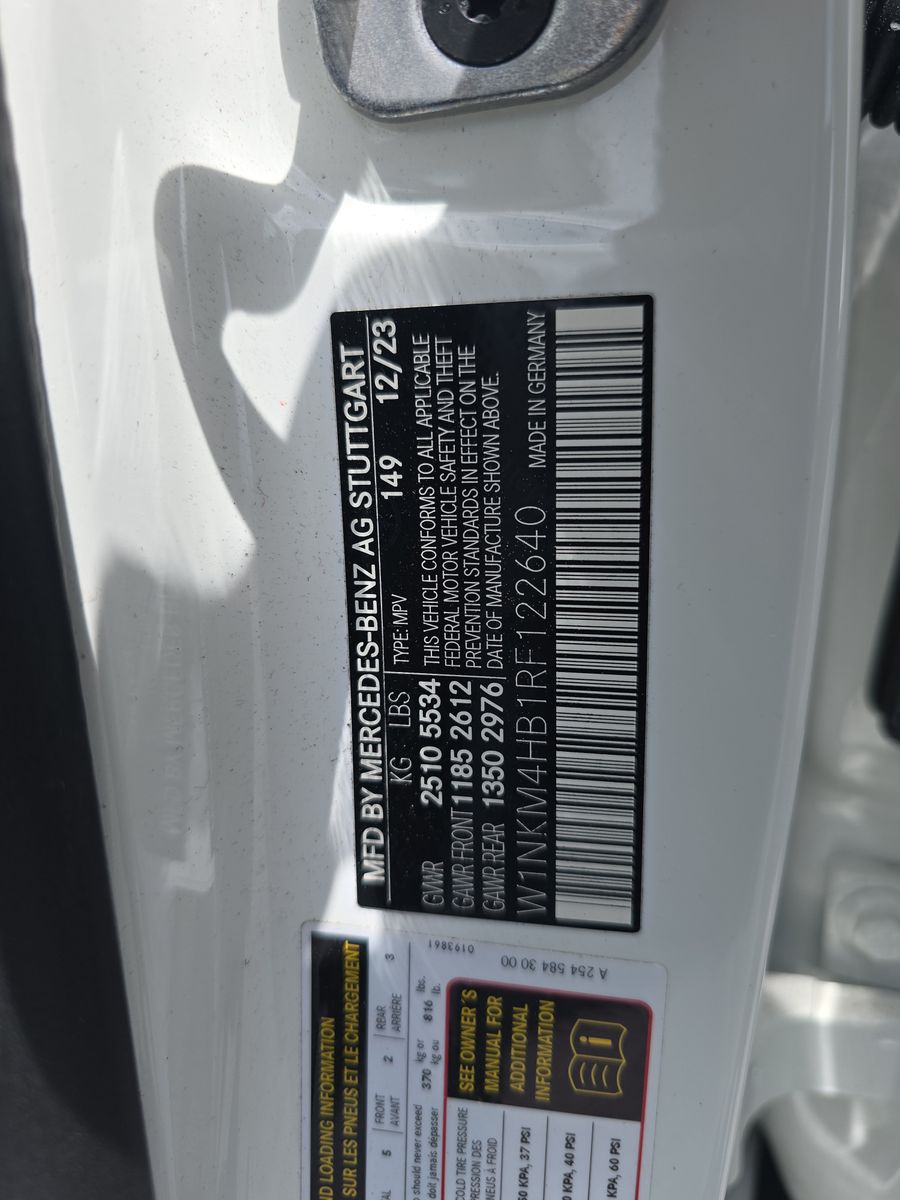 MFD BY MERCEDES-BENZ AG STUTTGART
KG LBS TYPE: MPV 149 12/23
GVWR 2510 5534
GAWR FRONT 1185 2612
GAWR REAR 1350 2976
THIS VEHICLE CONFORMS TO ALL APPLICABLE
FEDERAL MOTOR VEHICLE SAFETY AND THEFT
PREVENTION STANDARDS IN EFFECT ON THE
DATE OF MANUFACTURE SHOWN ABOVE.
W1NKM4HB1RF122640 MADE IN GERMANY
LOADING INFORMATION
SUR LES PNEUS ET LE CHARGEMENT
5 FRONT 2 REAR 3
AVANT ARRIÈRE
should never exceed 370 kg or 816 lbs.
doit jamais dépasser kg ou lb.
0193861
A 254 584 30 00
COLD TIRE PRESSURE
DES
À FROID
KPA, 37 PSI
KPA, 40 PSI
KPA, 60 PSI
SEE OWNER'S
MANUAL FOR
ADDITIONAL
INFORMATION
i